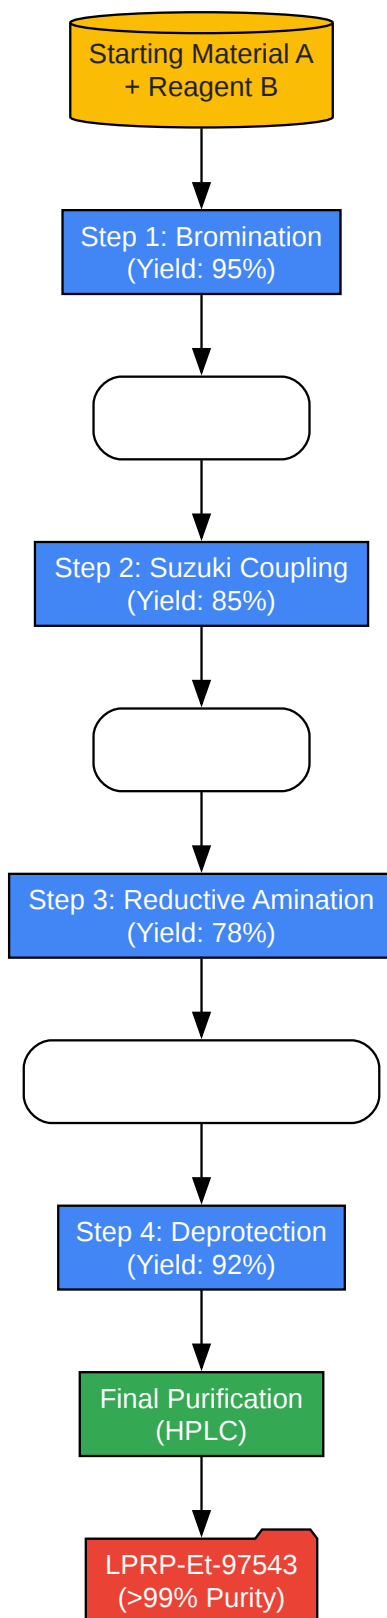 Starting Material A
+ Reagent B
Step 1: Bromination
(Yield: 95%)
Step 2: Suzuki Coupling
(Yield: 85%)
Step 3: Reductive Amination
(Yield: 78%)
Step 4: Deprotection
(Yield: 92%)
Final Purification
(HPLC)
LPRP-Et-97543
(>99% Purity)